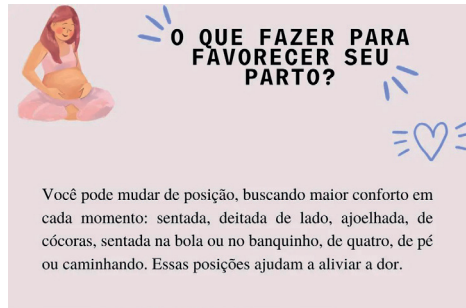 O QUE FAZER PARA
FAVORECER SEU
PARTO?
Você pode mudar de posição, buscando maior conforto em
cada momento: sentada, deitada de lado, ajoelhada, de
cócoras, sentada na bola ou no banquinho, de quatro, de pé
ou caminhando. Essas posições ajudam a aliviar a dor.